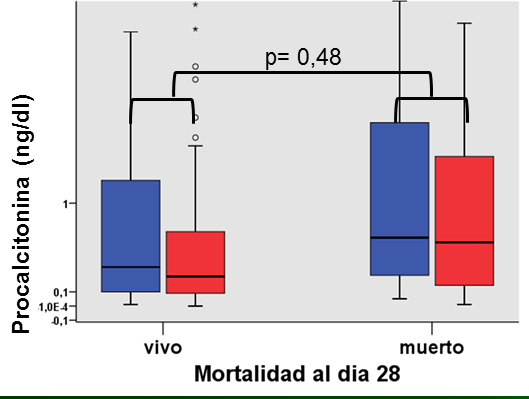 p= 0,48
Procalcitonina (ng/dl)
1
0,1
1,0E-4
-0,1
vivo
muerto
Mortalidad al dia 28